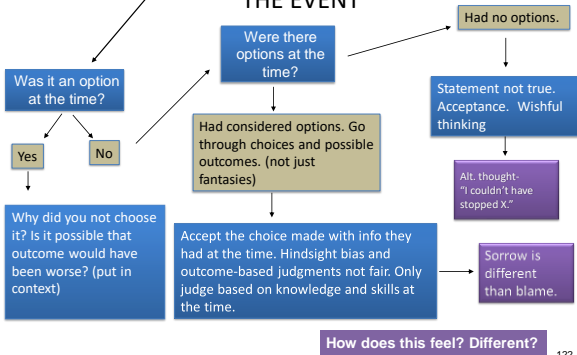 THE EVENT
Had no options.
Were there
options at the
time?
Was it an option
at the time?
Statement not true.
Acceptance. Wishful
thinking
Had considered options. Go
through choices and possible
outcomes. (not just
fantasies)
Yes
No
Alt. thought-
"I couldn't have
stopped X."
Why did you not choose
it? Is it possible that
outcome would have
been worse? (put in
context)
Accept the choice made with info they
had at the time. Hindsight bias and
outcome-based judgments not fair. Only
judge based on knowledge and skills at
the time.
Sorrow is
different
than blame.
How does this feel? Different?